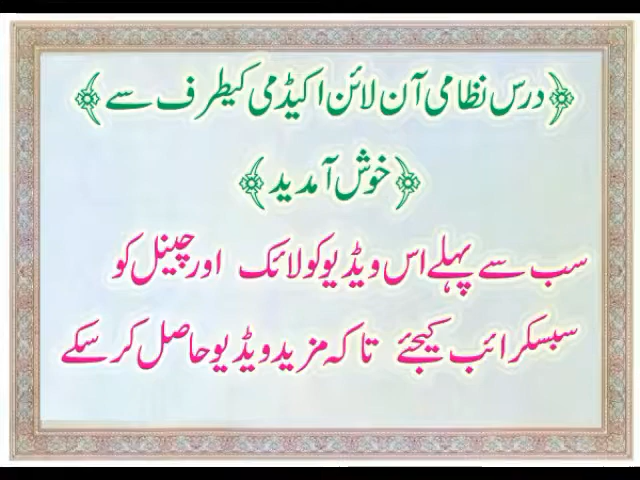 ﴿درس نظامی آن لائن اکیڈمی کیطرف سے﴾
﴿خوش آمدید﴾
سب سے پہلے اس ویڈیو کو لائک اور چینل کو
سبسکرائب کیجئے تاکہ مزید ویڈیو حاصل کر سکے